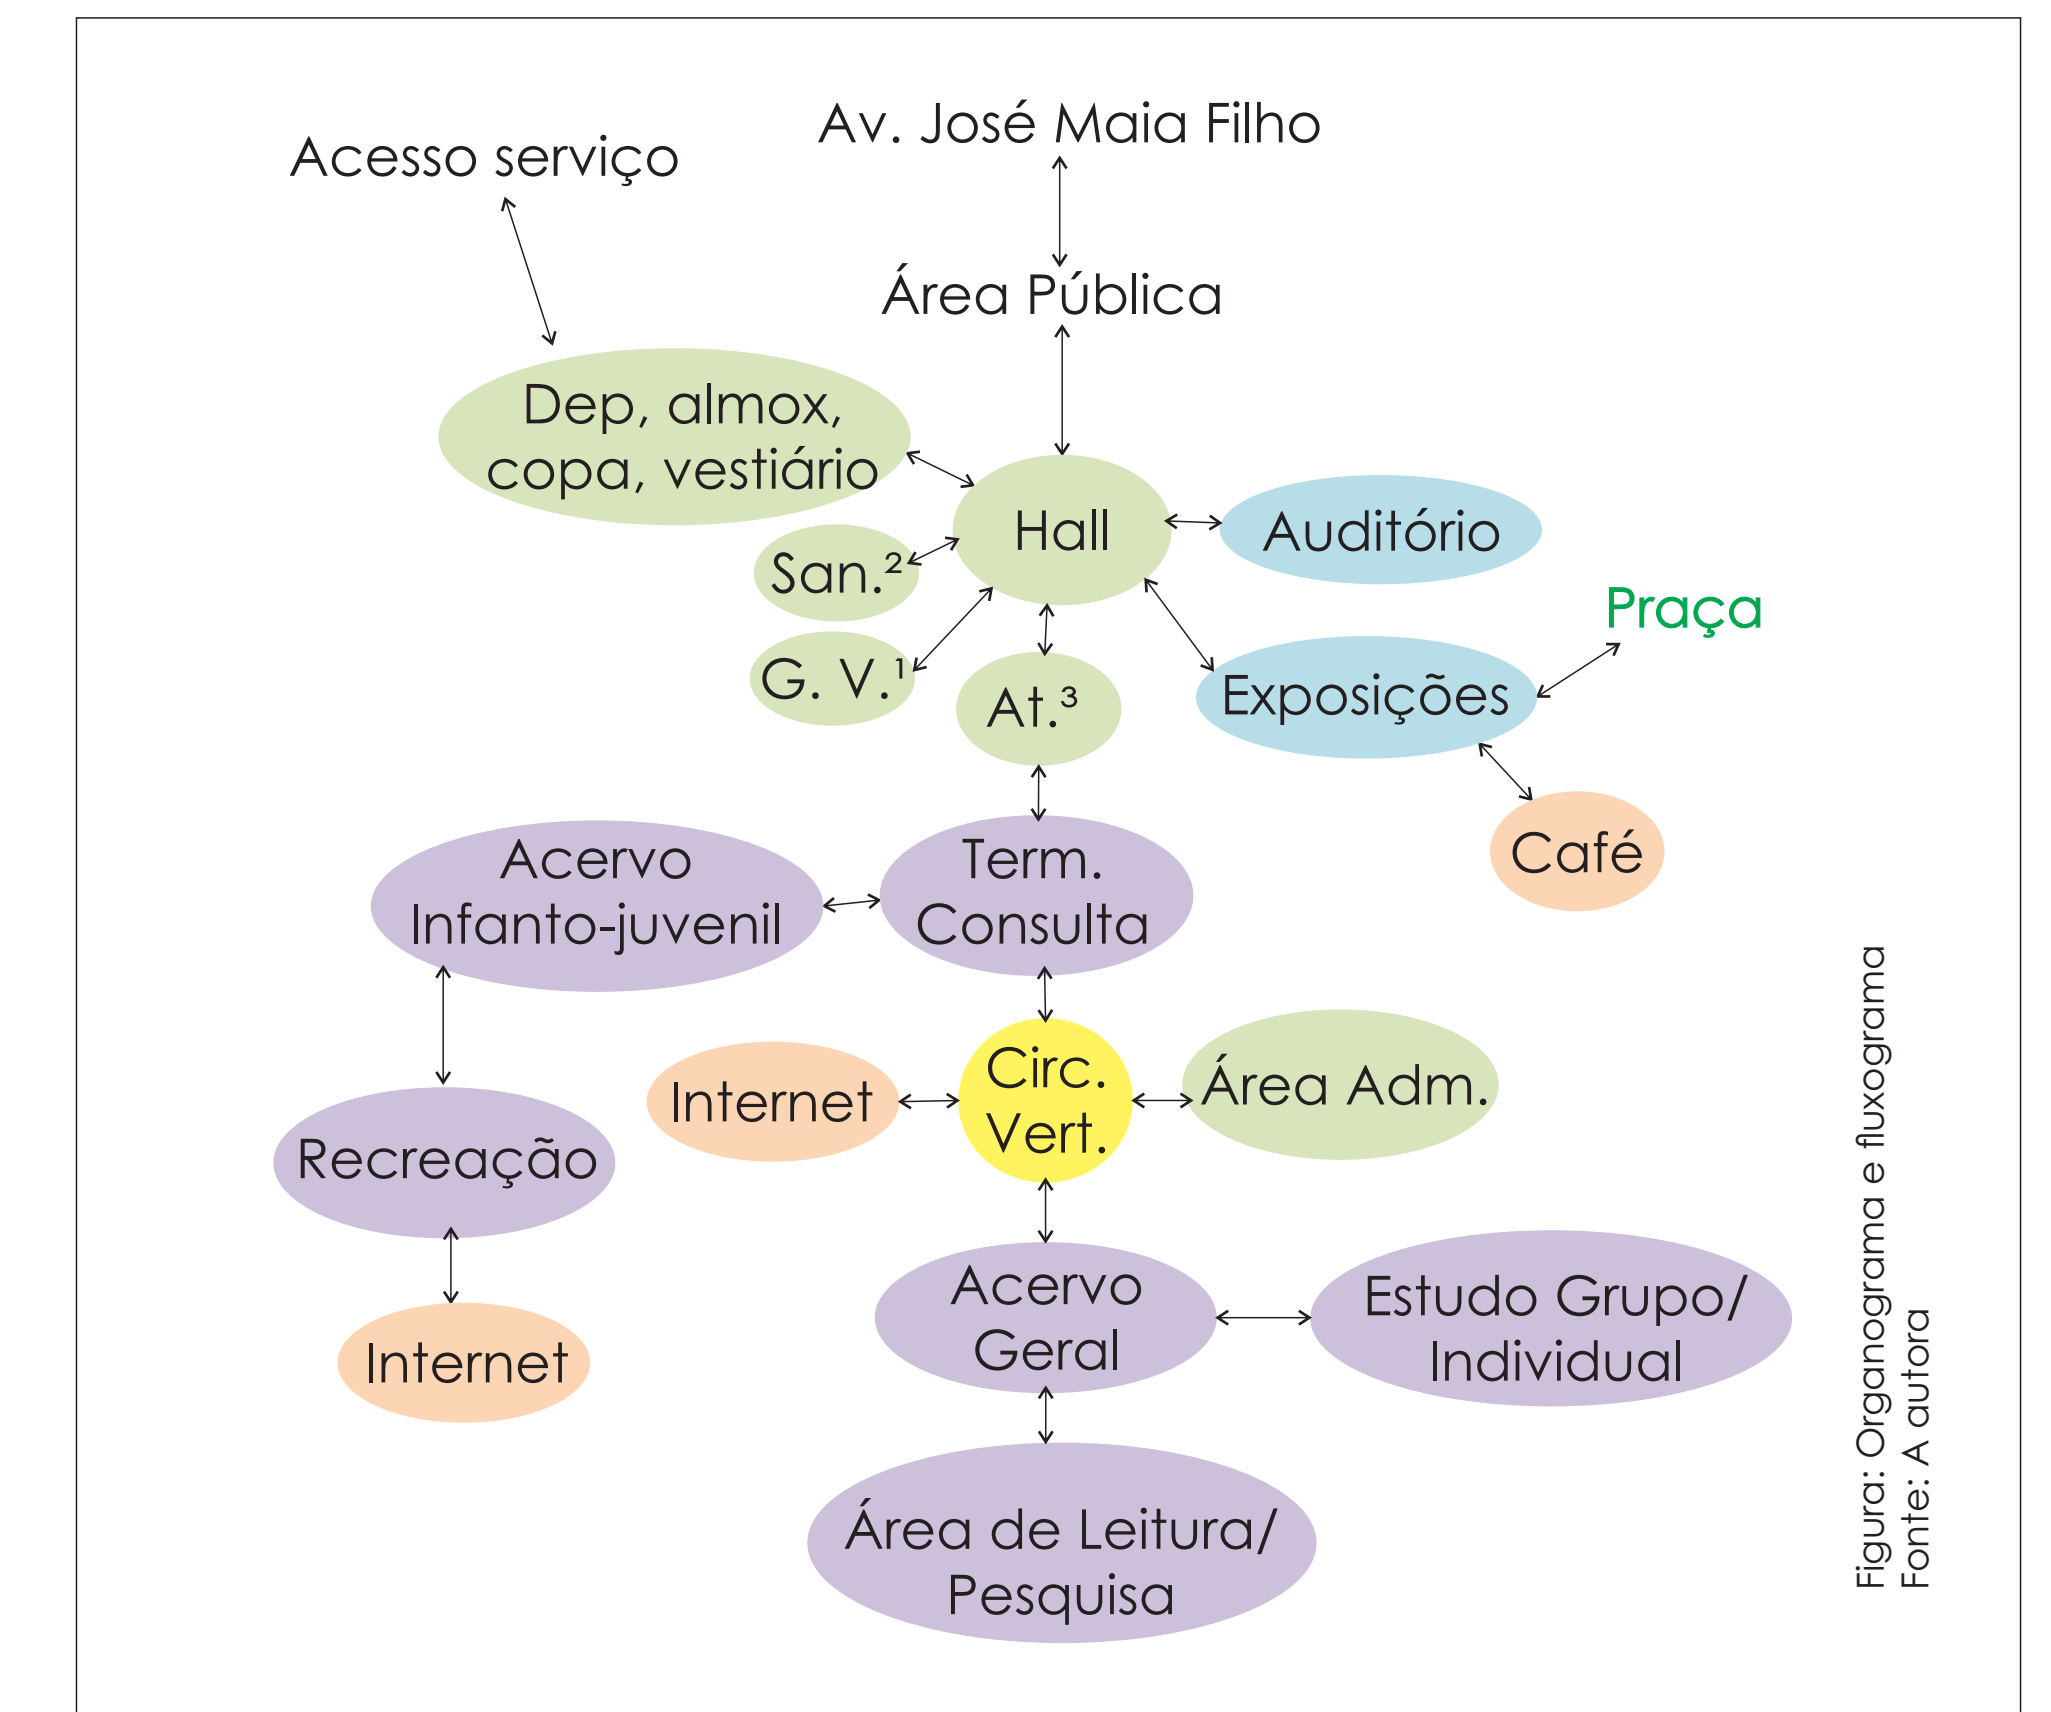 Av. José Maia Filho
Acesso serviço
Área Pública
Dep, almox,
copa, vestiário
Hall
Auditório
San.²
Praça
G. V.¹
At.³
Exposições
Café
Acervo
Infanto-juvenil
Term.
Consulta
Internet
Circ.
Vert.
Área Adm.
Recreação
Acervo
Geral
Estudo Grupo/
Individual
Internet
Área de Leitura/
Pesquisa
Figura: Organograma e fluxograma
Fonte: A autora